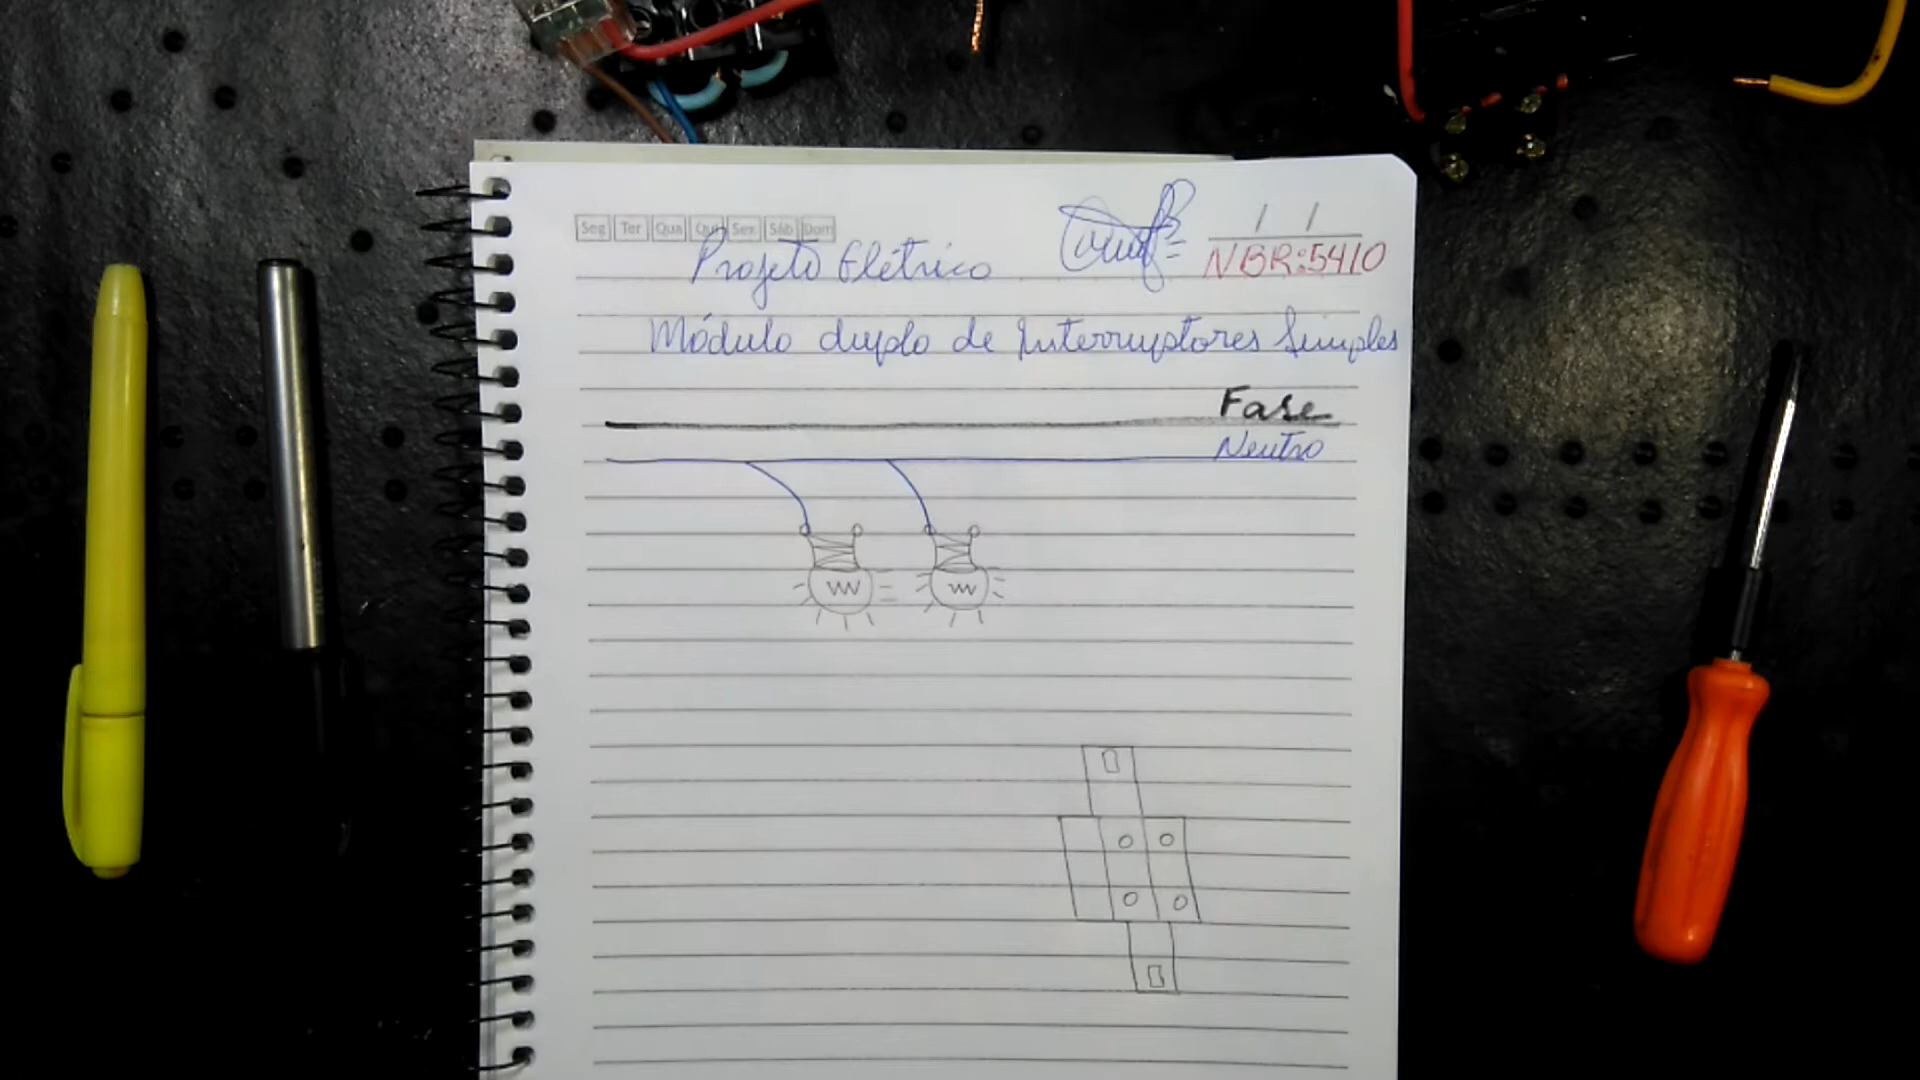 Seg Ter Qua Qui Sex Sáb Dom
/ /
Projeto Elétrico
NBR:5410
Módulo duplo de Interruptores Simples
Fase
Neutro